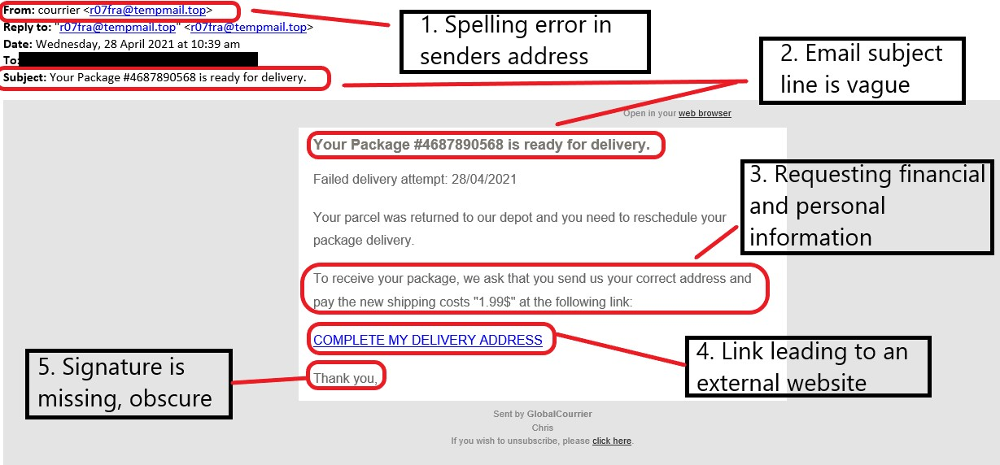 From: courrier <r07fra@tempmail.top>
Reply to: "r07fra@tempmail.top" <r07fra@tempmail.top>
Date: Wednesday, 28 April 2021 at 10:39 am
To:
Subject: Your Package #4687890568 is ready for delivery.
1. Spelling error in
senders address
2. Email subject
line is vague
Open in your web browser
Your Package #4687890568 is ready for delivery.
Failed delivery attempt: 28/04/2021
Your parcel was returned to our depot and you need to reschedule your
package delivery.
3. Requesting financial
and personal
information
To receive your package, we ask that you send us your correct address and
pay the new shipping costs "1.99$" at the following link:
COMPLETE MY DELIVERY ADDRESS
4. Link leading to an
external website
5. Signature is
missing, obscure
Thank you,
Sent by GlobalCourrier
Chris
If you wish to unsubscribe, please click here.